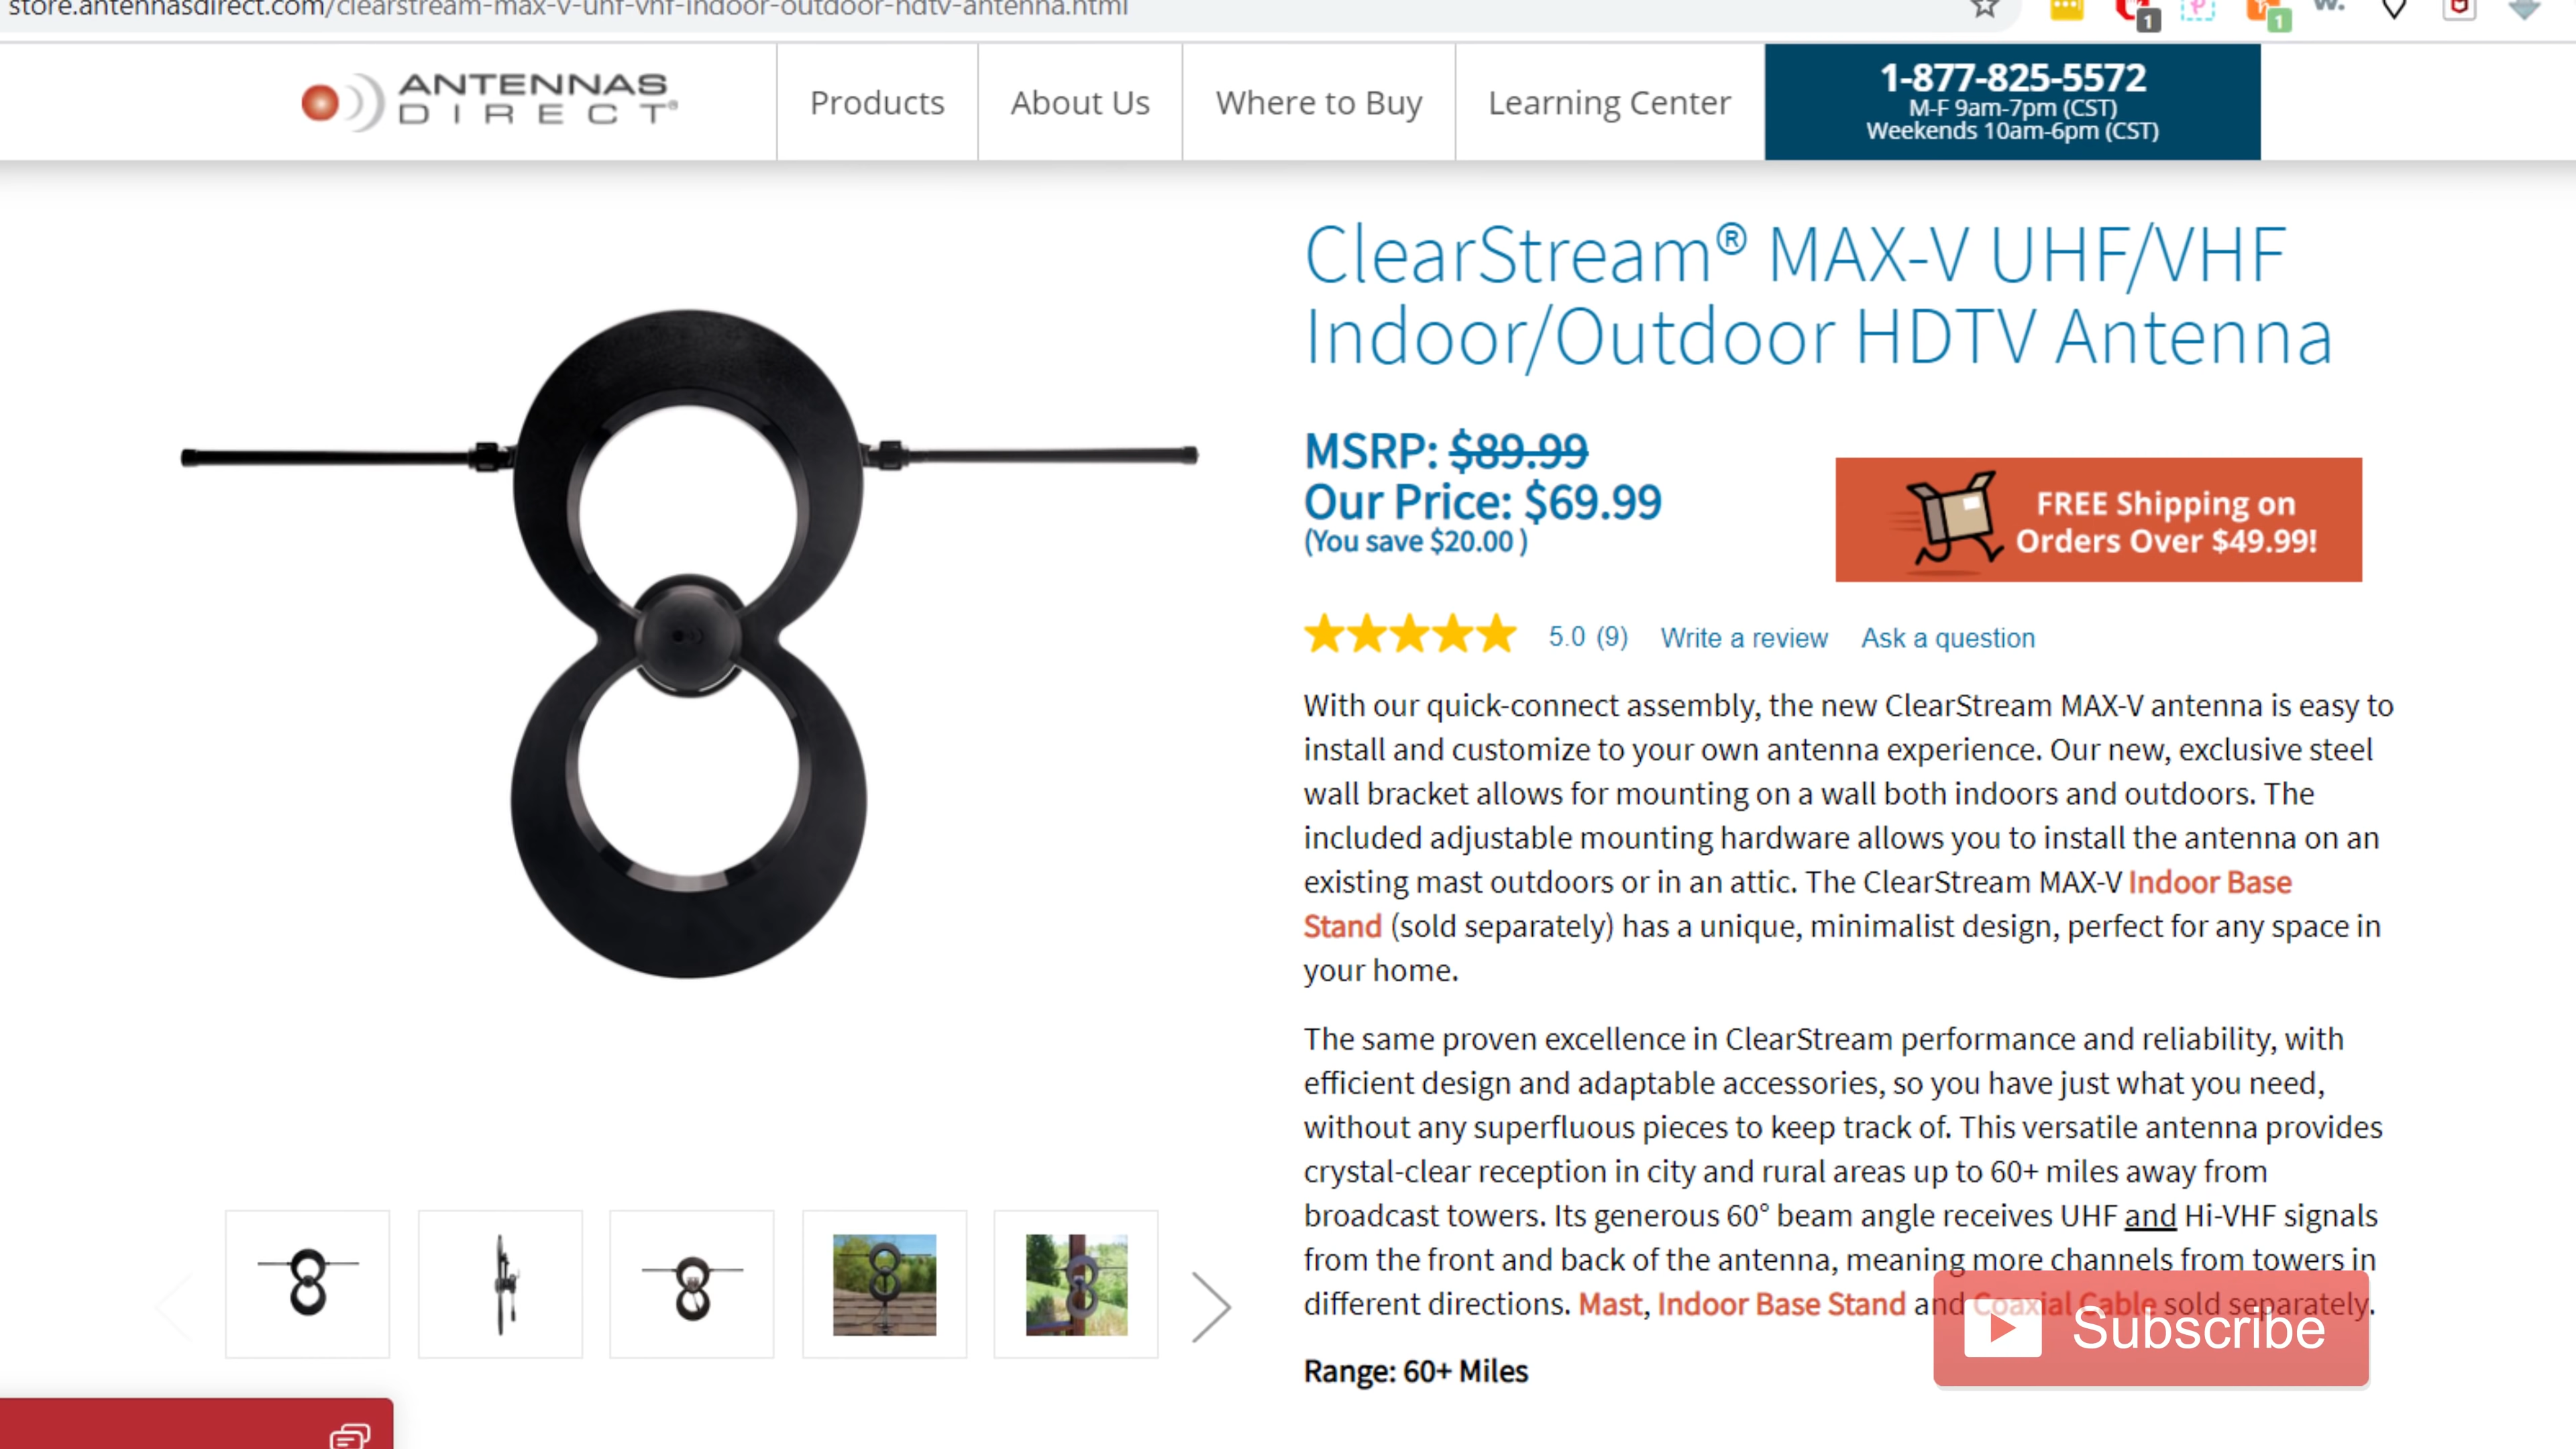 store.antennasdirect.com/clearstream-max-v-uhf-vhf-indoor-outdoor-hdtv-antenna.html
1
1
w.
ANTENNAS
DIRECT®
Products
About Us
Where to Buy
Learning Center
1-877-825-5572
M-F 9am-7pm (CST)
Weekends 10am-6pm (CST)
ClearStream® MAX-V UHF/VHF
Indoor/Outdoor HDTV Antenna
MSRP: $89.99
Our Price: $69.99
(You save $20.00 )
FREE Shipping on
Orders Over $49.99!
5.0 (9) Write a review Ask a question
With our quick-connect assembly, the new ClearStream MAX-V antenna is easy to
install and customize to your own antenna experience. Our new, exclusive steel
wall bracket allows for mounting on a wall both indoors and outdoors. The
included adjustable mounting hardware allows you to install the antenna on an
existing mast outdoors or in an attic. The ClearStream MAX-V Indoor Base
Stand (sold separately) has a unique, minimalist design, perfect for any space in
your home.
The same proven excellence in ClearStream performance and reliability, with
efficient design and adaptable accessories, so you have just what you need,
without any superfluous pieces to keep track of. This versatile antenna provides
crystal-clear reception in city and rural areas up to 60+ miles away from
broadcast towers. Its generous 60° beam angle receives UHF and Hi-VHF signals
from the front and back of the antenna, meaning more channels from towers in
different directions. Mast, Indoor Base Stand and Coaxial Cable sold separately.
Subscribe
Range: 60+ Miles